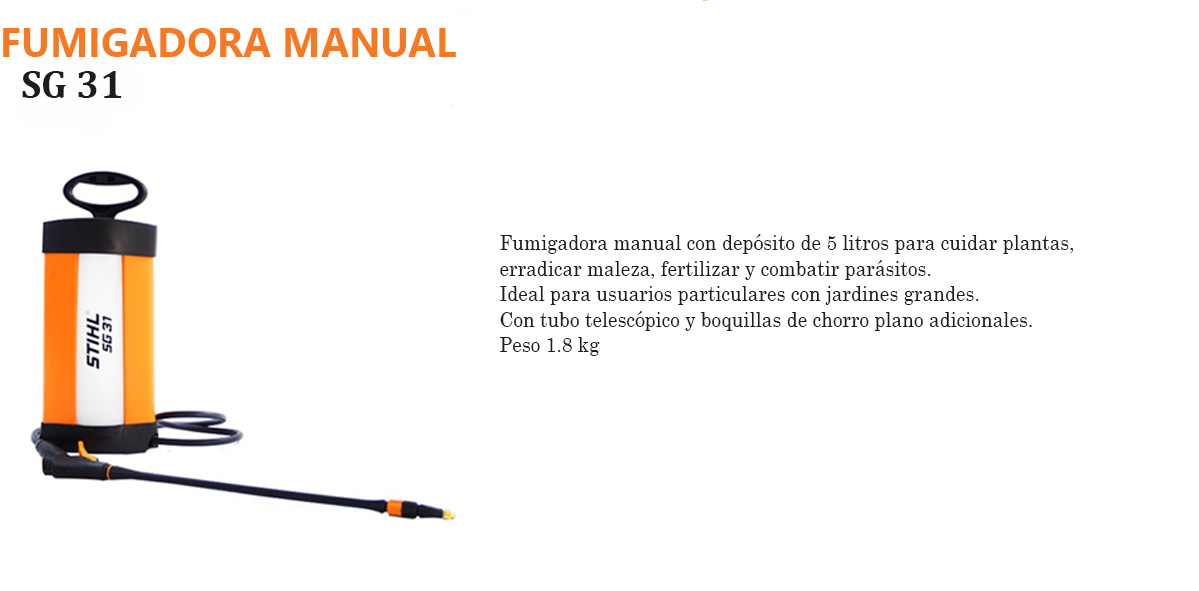 FUMIGADORA MANUAL
SG 31
STIHL
SG 31
Fumigadora manual con depósito de 5 litros para cuidar plantas,
erradicar maleza, fertilizar y combatir parásitos.
Ideal para usuarios particulares con jardines grandes.
Con tubo telescópico y boquillas de chorro plano adicionales.
Peso 1.8 kg